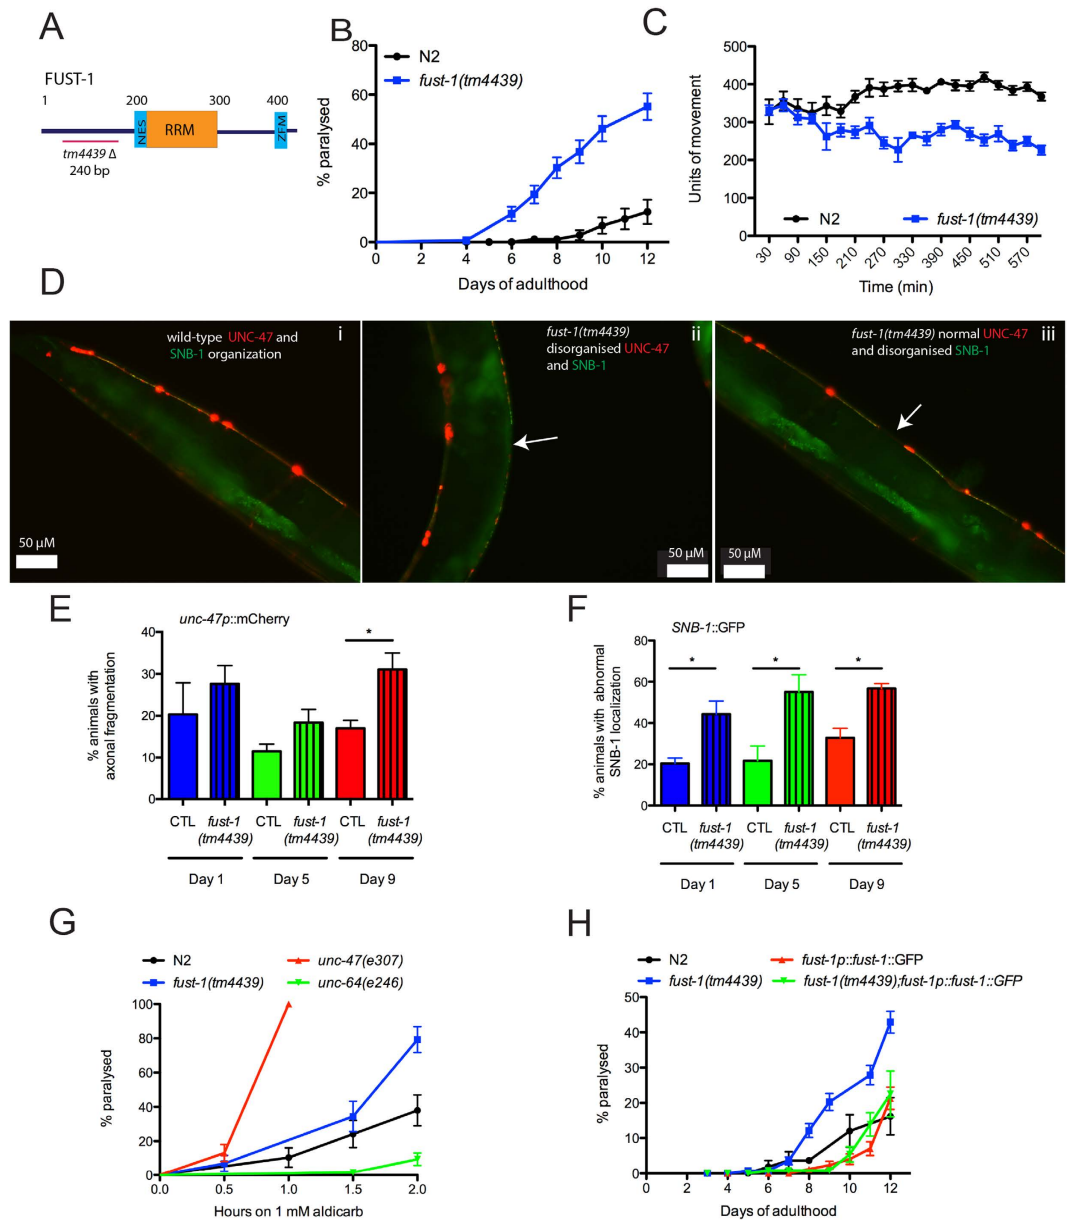 A
FUST-1
1 200 300 400
NES RRM ZFM
tm4439 Δ
240 bp
B
N2
fust-1(tm4439)
80
60
40
20
0
% paralysed
0 2 4 6 8 10 12
Days of adulthood
C
500
400
300
200
100
0
Units of movement
N2 fust-1(tm4439)
30 90 150 210 270 330 390 450 510 570
Time (min)
D
wild-type UNC-47 and
SNB-1 organization
i
50 µM
fust-1(tm4439)
disorganised UNC-47
and SNB-1
ii
50 µM
fust-1(tm4439) normal UNC-47
and disorganised SNB-1
iii
50 µM
E
unc-47p::mCherry
40
30
20
10
0
% animals with
axonal fragmentation
*
CTL fust-1 CTL fust-1 CTL fust-1
(tm4439) (tm4439) (tm4439)
Day 1 Day 5 Day 9
F
SNB-1::GFP
80
60
40
20
0
% animals with abnormal
SNB-1 localization
* * *
CTL fust-1 CTL fust-1 CTL fust-1
(tm4439) (tm4439) (tm4439)
Day 1 Day 5 Day 9
G
N2 unc-47(e307)
fust-1(tm4439) unc-64(e246)
100
80
60
40
20
0
% paralysed
0.0 0.5 1.0 1.5 2.0
Hours on 1 mM aldicarb
H
N2 fust-1p::fust-1::GFP
fust-1(tm4439) fust-1(tm4439);fust-1p::fust-1::GFP
50
40
30
20
10
0
% paralysed
0 2 4 6 8 10 12
Days of adulthood